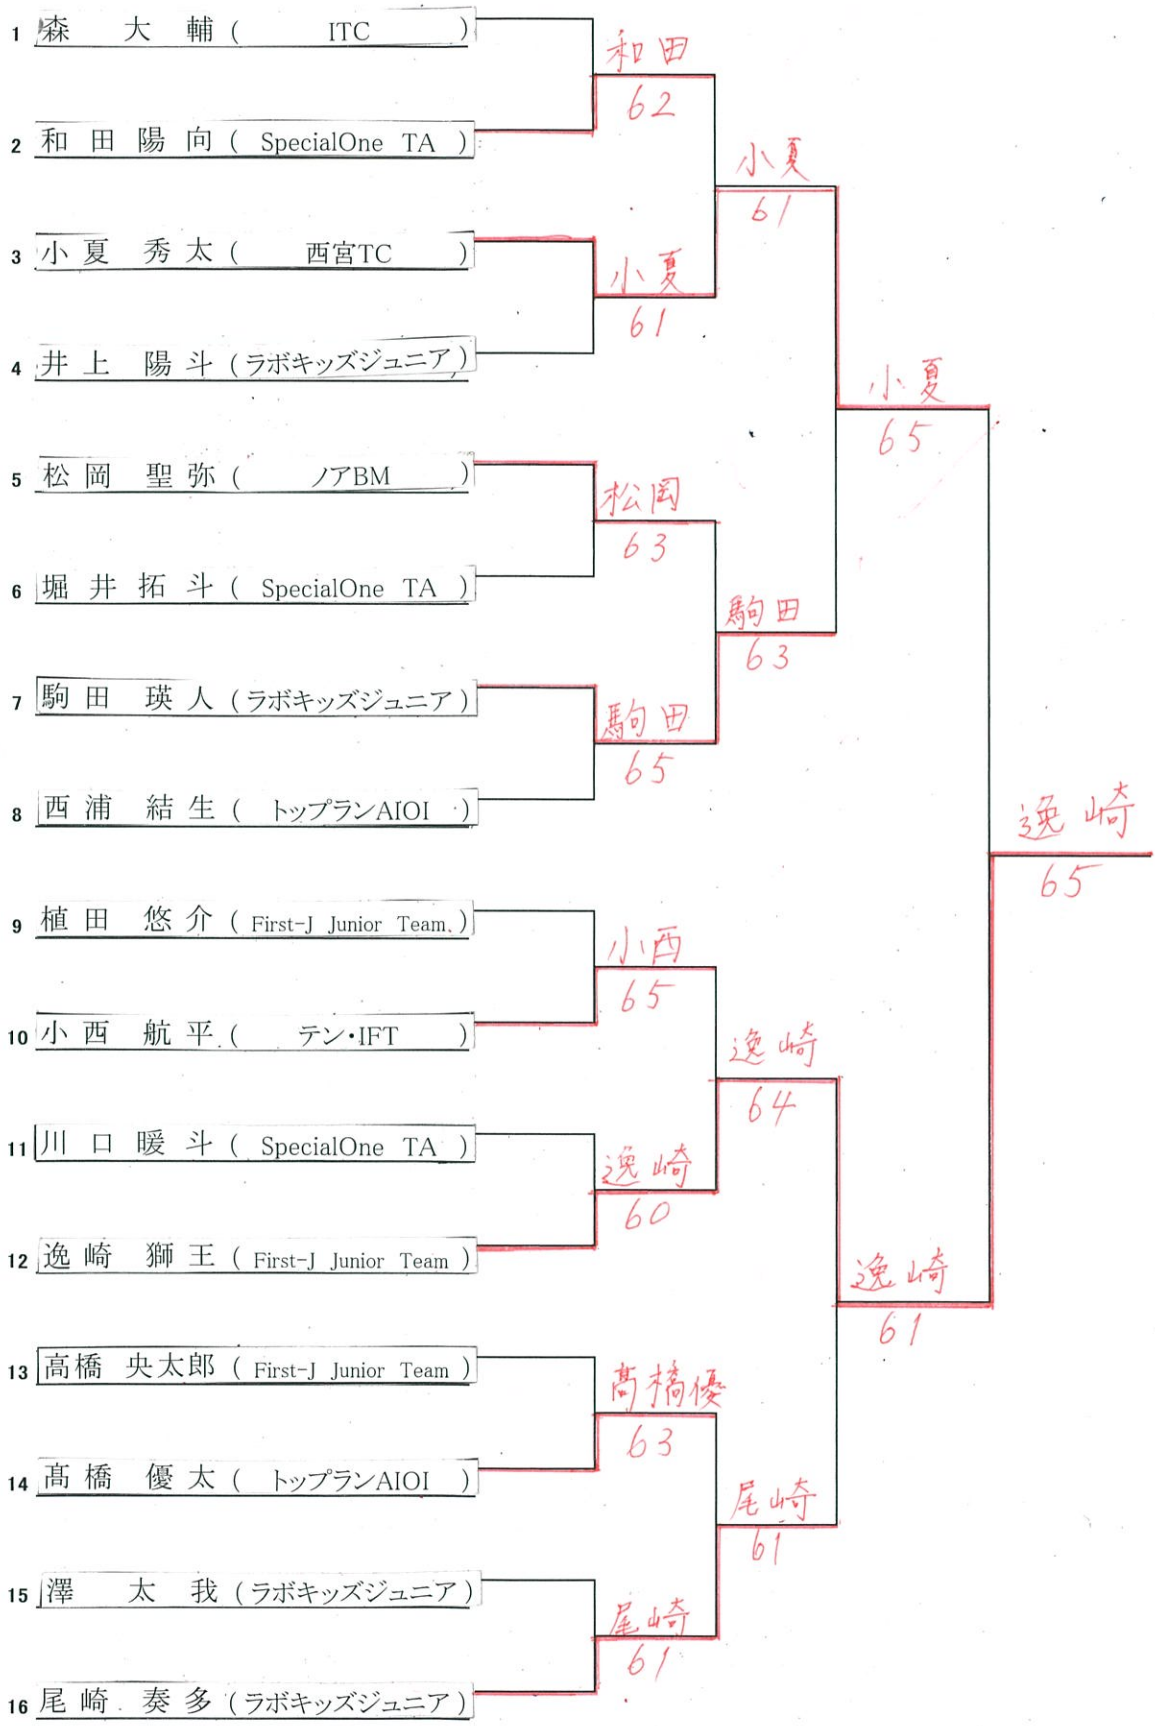 1 森 大 輔 ( ITC )
和田
62
2 和 田 陽 向 ( SpecialOne TA )
小夏
61
3 小 夏 秀 太 ( 西宮TC )
小夏
61
4 井 上 陽 斗 (ラボキッズジュニア)
小夏
65
5 松 岡 聖 弥 ( ノアBM )
松岡
63
6 堀 井 拓 斗 ( SpecialOne TA )
駒田
63
7 駒 田 瑛 人 (ラボキッズジュニア)
駒田
65
8 西 浦 結 生 ( トップランAIOI )
逸崎
65
9 植 田 悠 介 ( First-J Junior Team )
小西
65
10 小 西 航 平 ( テン・IFT )
逸崎
64
11 川 口 暖 斗 ( SpecialOne TA )
逸崎
60
12 逸 崎 獅 王 ( First-J Junior Team )
逸崎
61
13 高橋 央太郎 ( First-J Junior Team )
髙橋優
63
14 髙 橋 優 太 ( トップランAIOI )
尾崎
61
15 澤 太 我 (ラボキッズジュニア)
尾崎
61
16 尾 崎 奏 多 (ラボキッズジュニア)